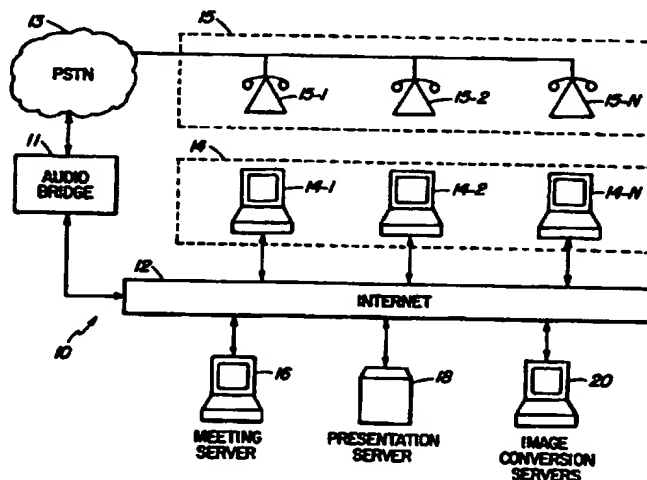 13
PSTN
15
15-1
15-2
15-N
11
AUDIO
BRIDGE
14
14-1
14-2
14-N
12
INTERNET
10
16
18
20
MEETING
SERVER
PRESENTATION
SERVER
IMAGE
CONVERSION
SERVERS